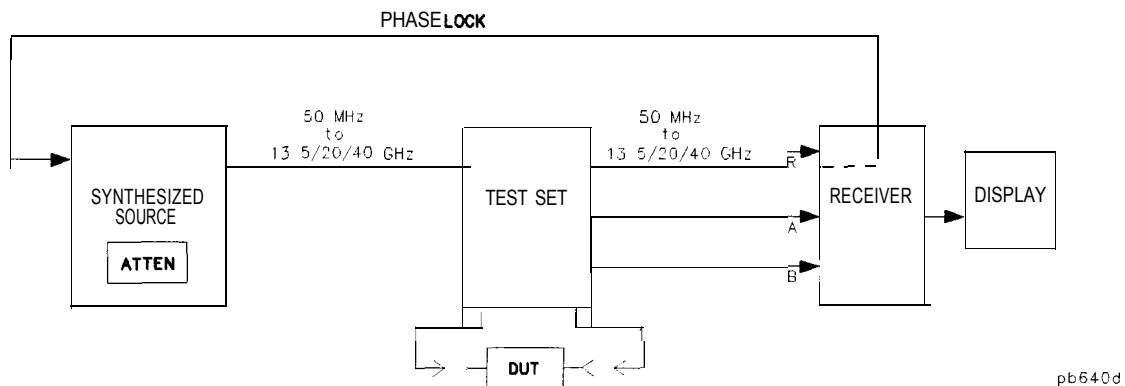 PHASE LOCK
50 MHz
to
13 5/20/40 GHz
50 MHz
to
13 5/20/40 GHz
R
SYNTHESIZED
SOURCE
ATTEN
TEST SET
RECEIVER
DISPLAY
A
B
DUT
pb640d